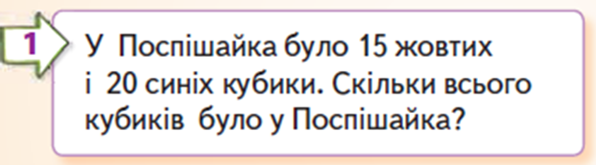 1
У Поспішайка було 15 жовтих
і 20 синіх кубики. Скільки всього
кубиків було у Поспішайка?